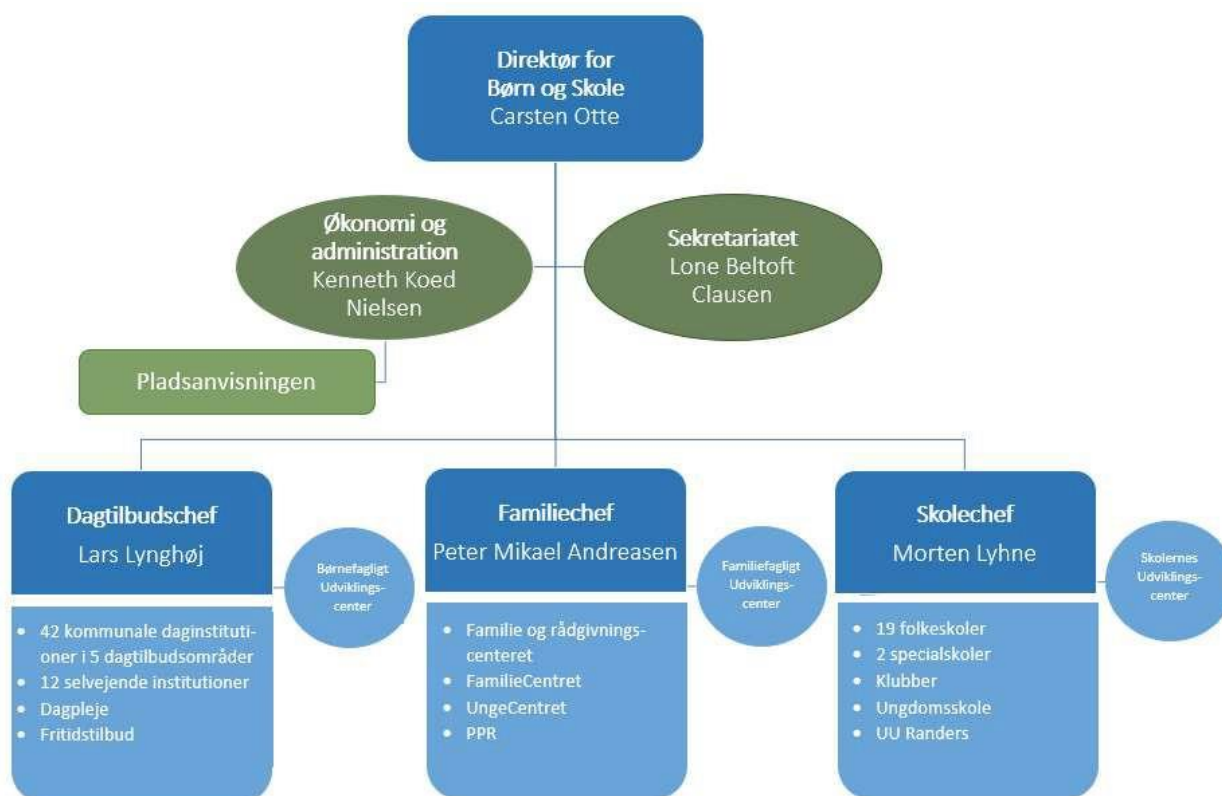 Direktør for
Børn og Skole
Carsten Otte
Økonomi og
administration
Kenneth Koed
Nielsen
Sekretariatet
Lone Beltoft
Clausen
Pladsanvisningen
Dagtilbudschef
Lars Lynghøj
Børnefagligt
Udviklings-
center
• 42 kommunale daginstituti-
oner i 5 dagtilbudsområder
• 12 selvejende institutioner
• Dagpleje
• Fritidstilbud
Familiechef
Peter Mikael Andreasen
Familiefagligt
Udviklings-
center
• Familie og rådgivnings-
centeret
• FamilieCentret
• UngeCentret
• PPR
Skolechef
Morten Lyhne
Skolernes
Udviklings-
center
• 19 folkeskoler
• 2 specialskoler
• Klubber
• Ungdomsskole
• UU Randers